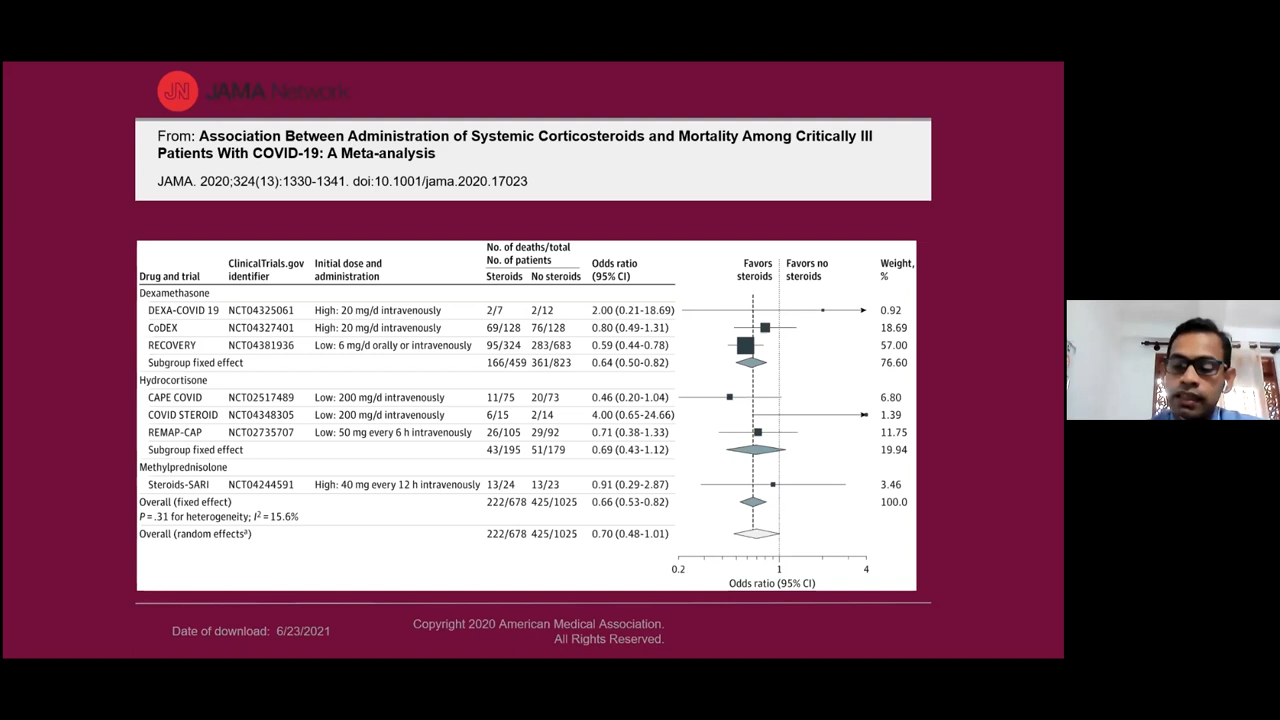 JN JAMA Network
From: Association Between Administration of Systemic Corticosteroids and Mortality Among Critically Ill
Patients With COVID-19: A Meta-analysis
JAMA. 2020;324(13):1330-1341. doi:10.1001/jama.2020.17023
No. of deaths/total
No. of patients
Drug and trial ClinicalTrials.gov identifier Initial dose and administration Steroids No steroids Odds ratio (95% CI) Favors steroids Favors no steroids Weight, %
Dexamethasone
DEXA-COVID 19 NCT04325061 High: 20 mg/d intravenously 2/7 2/12 2.00 (0.21-18.69) 0.92
CoDEX NCT04327401 High: 20 mg/d intravenously 69/128 76/128 0.80 (0.49-1.31) 18.69
RECOVERY NCT04381936 Low: 6 mg/d orally or intravenously 95/324 283/683 0.59 (0.44-0.78) 57.00
Subgroup fixed effect 166/459 361/823 0.64 (0.50-0.82) 76.60
Hydrocortisone
CAPE COVID NCT02517489 Low: 200 mg/d intravenously 11/75 20/73 0.46 (0.20-1.04) 6.80
COVID STEROID NCT04348305 Low: 200 mg/d intravenously 6/15 2/14 4.00 (0.65-24.66) 1.39
REMAP-CAP NCT02735707 Low: 50 mg every 6 h intravenously 26/105 29/92 0.71 (0.38-1.33) 11.75
Subgroup fixed effect 43/195 51/179 0.69 (0.43-1.12) 19.94
Methylprednisolone
Steroids-SARI NCT04244591 High: 40 mg every 12 h intravenously 13/24 13/23 0.91 (0.29-2.87) 3.46
Overall (fixed effect) 222/678 425/1025 0.66 (0.53-0.82) 100.0
P = .31 for heterogeneity; I² = 15.6%
Overall (random effectsᵃ) 222/678 425/1025 0.70 (0.48-1.01)
0.2 1 4
Odds ratio (95% CI)
Date of download: 6/23/2021
Copyright 2020 American Medical Association.
All Rights Reserved.